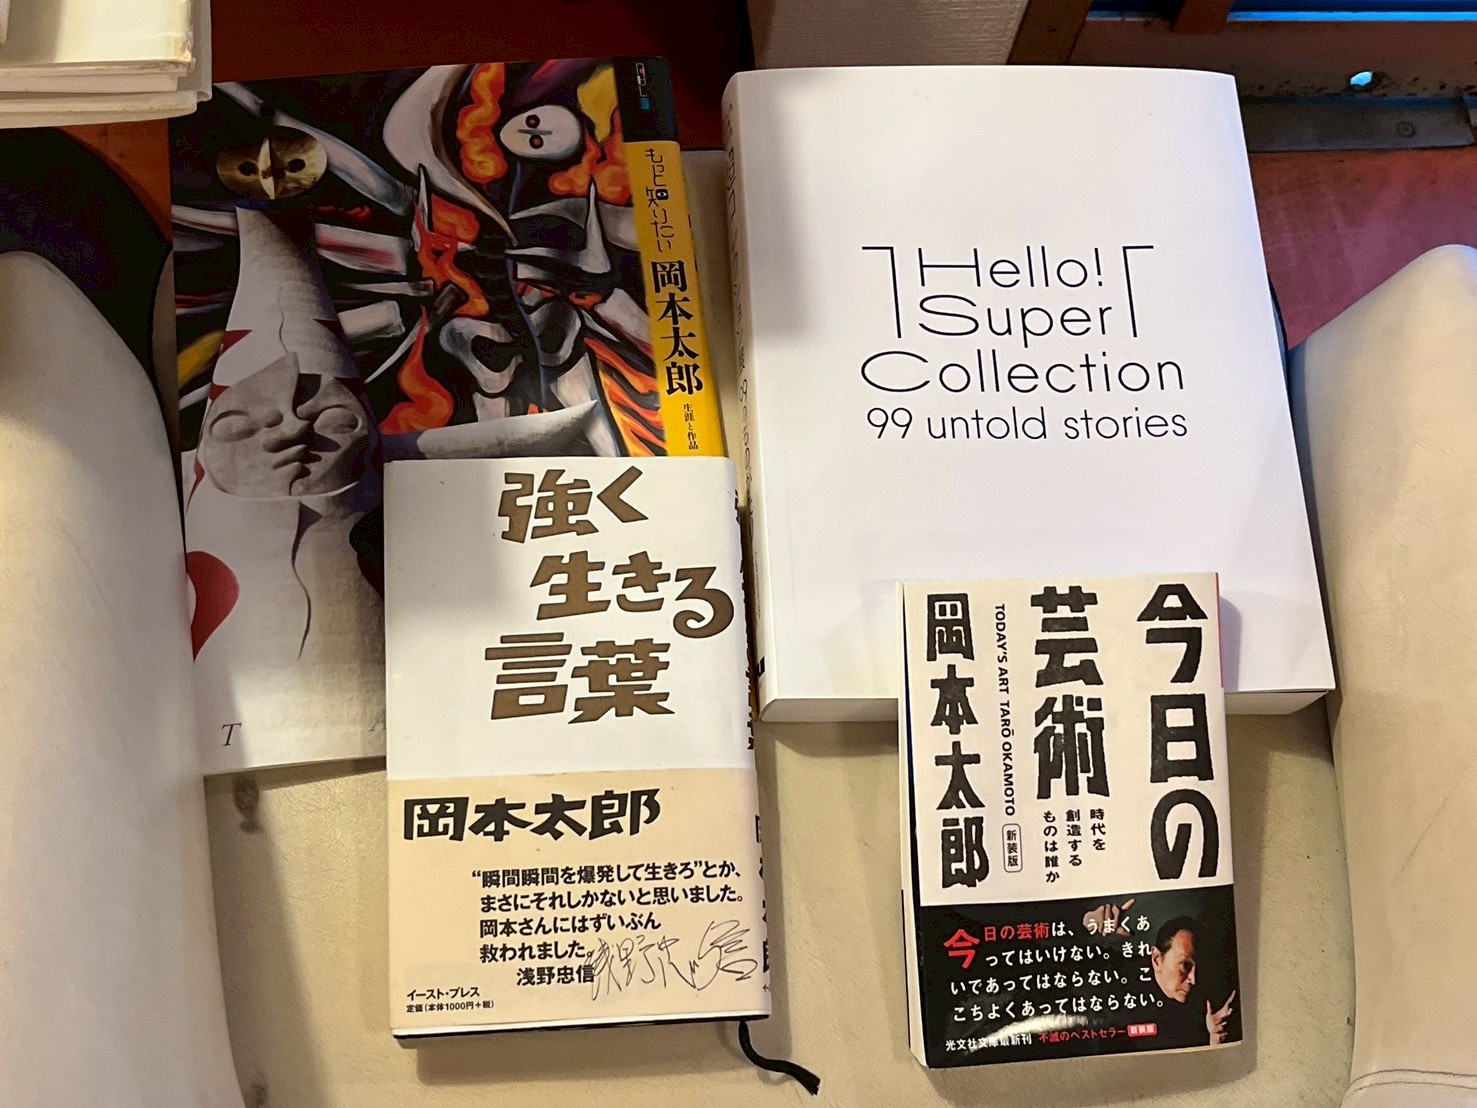 もっと知りたい
岡本太郎
生涯と作品
T
Hello!
Super
Collection
99 untold stories
強く
生きる
言葉
岡本太郎
“瞬間瞬間を爆発して生きろ”とか、
まさにそれしかないと思いました。
岡本さんにはずいぶん
救われました。
浅野忠信
浅野忠信
イースト・プレス
定価(本体1000円+税)
今日の
芸術
時代を
創造する
ものは誰か
TODAY'S ART TARŌ OKAMOTO
新装版
岡本太郎
今日の芸術は、うまくあ
ってはいけない。きれ
いであってはならない。こ
こちよくあってはならない。
光文社文庫最新刊 不滅のベストセラー 新装版